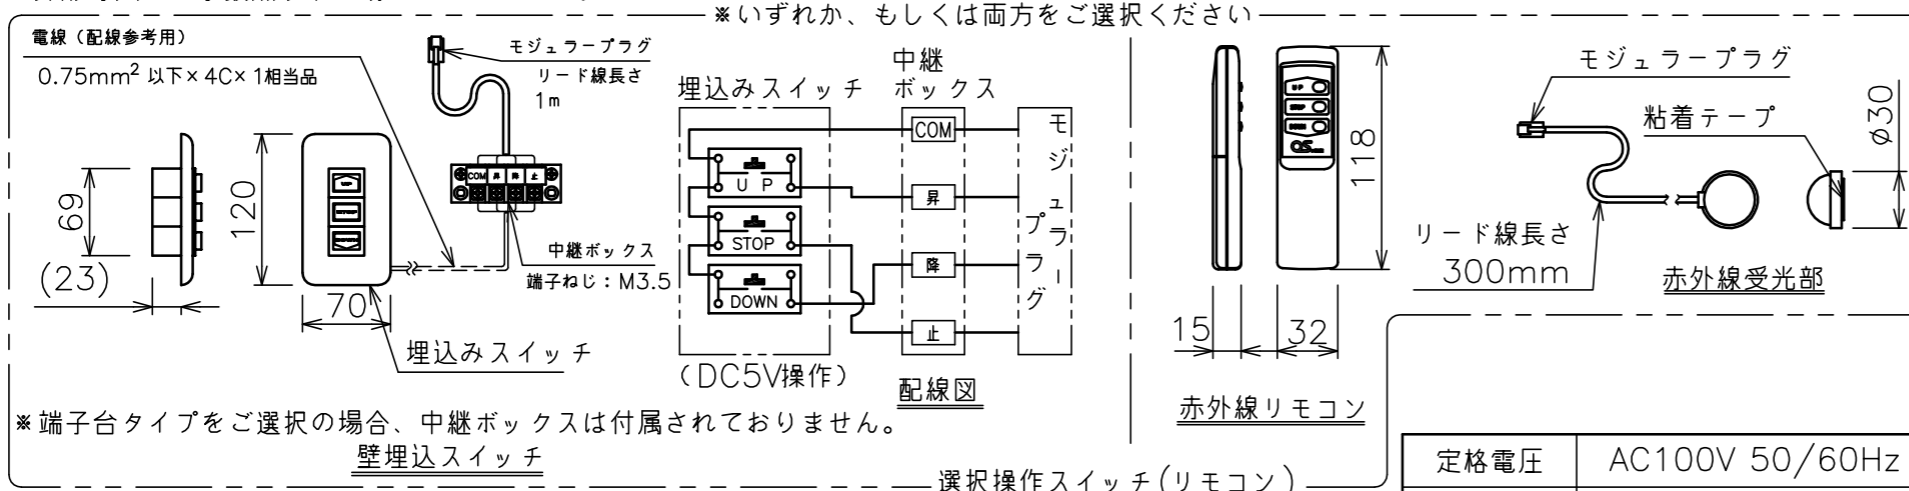 ※いずれか、もしくは両方をご選択ください
電線（配線参考用）
0.75mm² 以下×4C×1相当品
モジュラープラグ
リード線長さ
1m
69
(23)
120
70
埋込みスイッチ
COM 昇 降 止
中継ボックス
端子ねじ：M3.5
埋込みスイッチ
中継
ボックス
UP
STOP
DOWN
COM
昇
降
止
モジュラープラグ
(DC5V操作)
配線図
※端子台タイプをご選択の場合、中継ボックスは付属されておりません。
壁埋込スイッチ
UP
STOP
DOWN
118
15
32
赤外線リモコン
モジュラープラグ
粘着テープ
φ30
リード線長さ
300mm
赤外線受光部
選択操作スイッチ(リモコン)
定格電圧 AC100V 50/60Hz